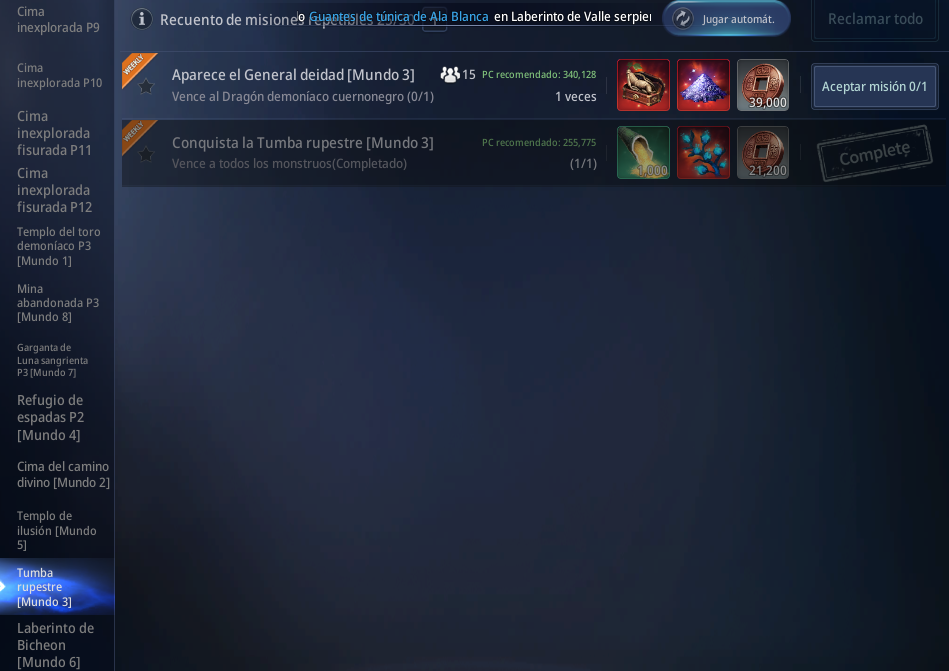 Cima
inexplorada P9
Cima
inexplorada P10
Cima
inexplorada
fisurada P11
Cima
inexplorada
fisurada P12
Templo del toro
demoníaco P3
[Mundo 1]
Mina
abandonada P3
[Mundo 8]
Garganta de
Luna sangrienta
P3 [Mundo 7]
Refugio de
espadas P2
[Mundo 4]
Cima del camino
divino [Mundo 2]
Templo de
ilusión [Mundo
5]
Tumba
rupestre
[Mundo 3]
Laberinto de
Bicheon
[Mundo 6]
Recuento de misiones
o Guantes de túnica de Ala Blanca en Laberinto de Valle serpier
Jugar automát.
Reclamar todo
WEEKLY
Aparece el General deidad [Mundo 3]
15
PC recomendado: 340,128
Vence al Dragón demoníaco cuernonegro (0/1)
1 veces
39,000
Aceptar misión 0/1
WEEKLY
Conquista la Tumba rupestre [Mundo 3]
PC recomendado: 255,775
Vence a todos los monstruos(Completado)
(1/1)
1,000
21,200
Complete